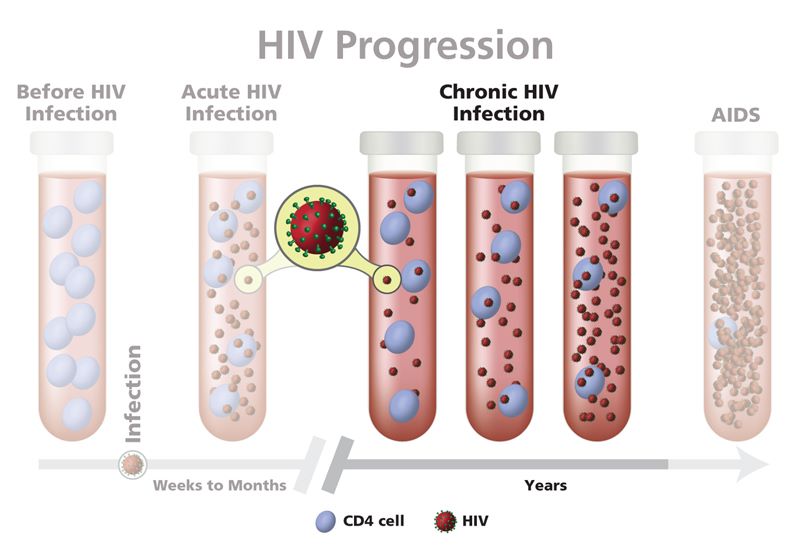 HIV Progression
Before HIV
Infection
Acute HIV
Infection
Chronic HIV
Infection
AIDS
Infection
Weeks to Months
Years
CD4 cell
HIV